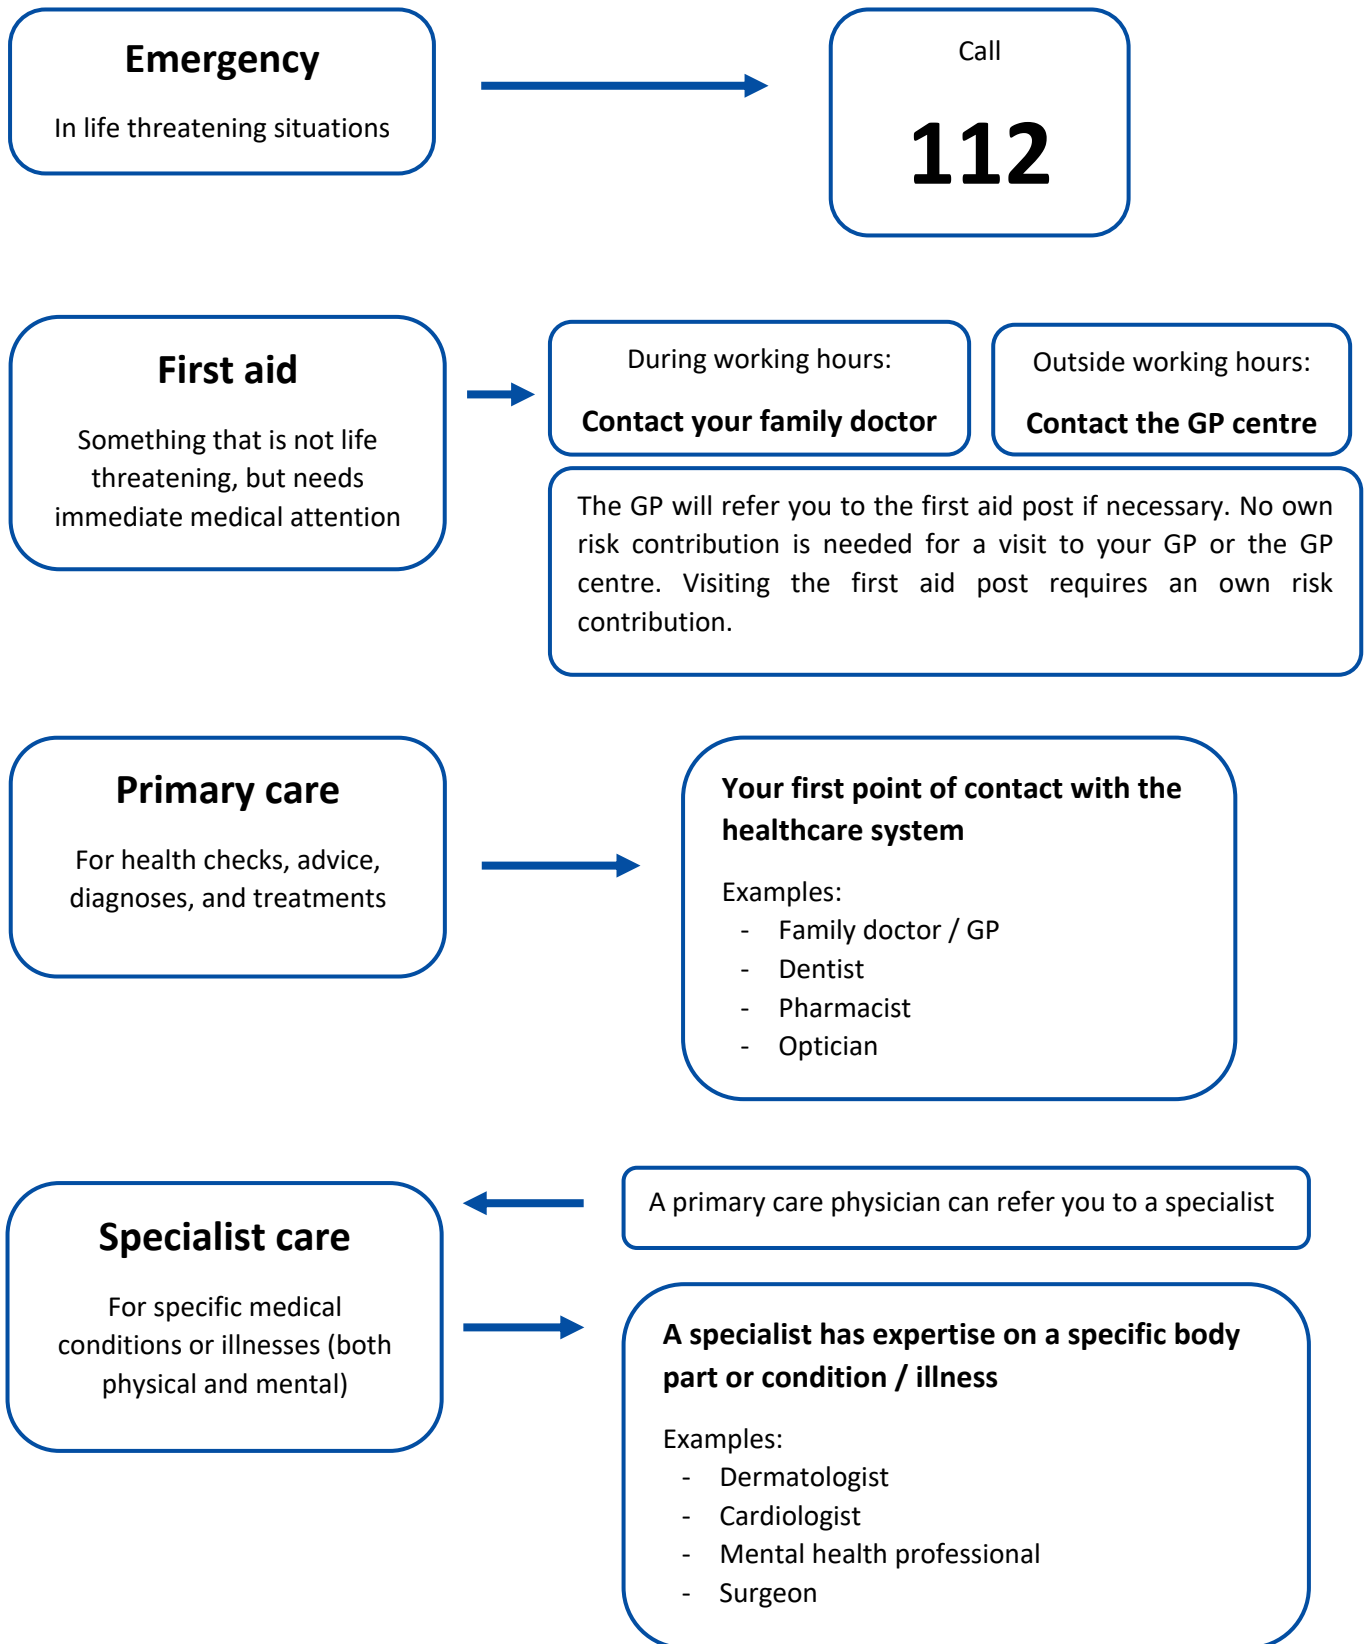 Emergency
In life threatening situations
Call
112
First aid
Something that is not life
threatening, but needs
immediate medical attention
During working hours:
Contact your family doctor
Outside working hours:
Contact the GP centre
The GP will refer you to the first aid post if necessary. No own
risk contribution is needed for a visit to your GP or the GP
centre. Visiting the first aid post requires an own risk
contribution.
Primary care
For health checks, advice,
diagnoses, and treatments
Your first point of contact with the
healthcare system
Examples:
- Family doctor / GP
- Dentist
- Pharmacist
- Optician
Specialist care
For specific medical
conditions or illnesses (both
physical and mental)
A primary care physician can refer you to a specialist
A specialist has expertise on a specific body
part or condition / illness
Examples:
- Dermatologist
- Cardiologist
- Mental health professional
- Surgeon